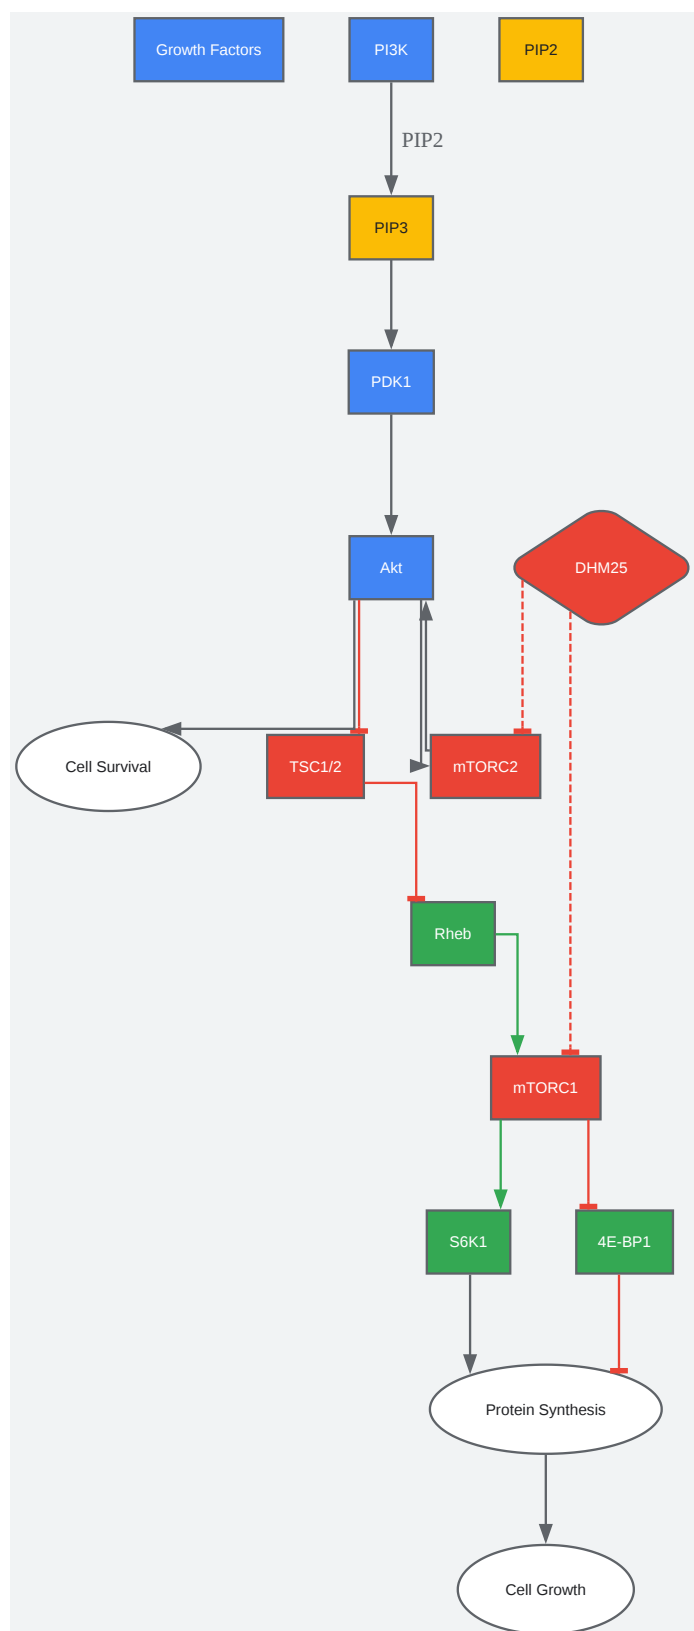 Growth Factors
PI3K
PIP2
PIP2
PIP3
PDK1
Akt
DHM25
Cell Survival
TSC1/2
mTORC2
Rheb
mTORC1
S6K1
4E-BP1
Protein Synthesis
Cell Growth